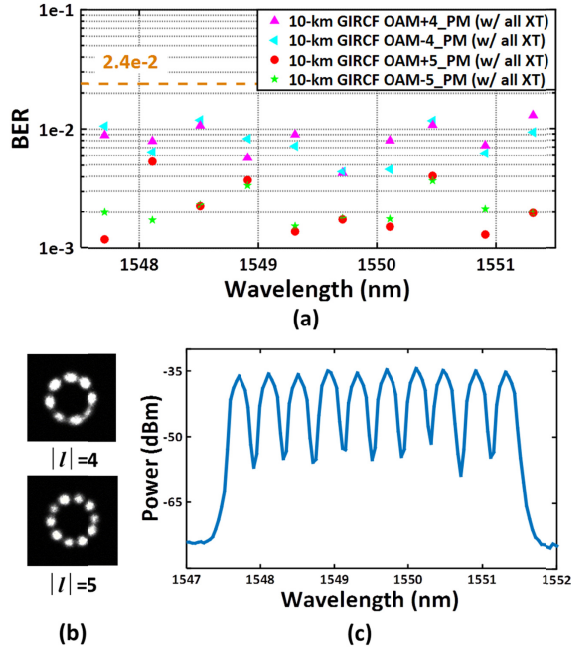 1e-1
10-km GIRCF OAM+4_PM (w/ all XT)
10-km GIRCF OAM-4_PM (w/ all XT)
10-km GIRCF OAM+5_PM (w/ all XT)
10-km GIRCF OAM-5_PM (w/ all XT)
2.4e-2
BER
1e-2
1e-3
1548 1549 1550 1551
Wavelength (nm)
(a)
|l|=4
|l|=5
(b)
-35
-50
-65
Power (dBm)
1547 1548 1549 1550 1551 1552
Wavelength (nm)
(c)